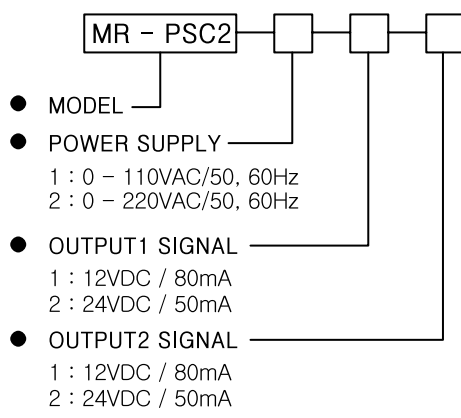 MR - PSC2
● MODEL
● POWER SUPPLY
1 : 0 - 110VAC/50, 60Hz
2 : 0 - 220VAC/50, 60Hz
● OUTPUT1 SIGNAL
1 : 12VDC / 80mA
2 : 24VDC / 50mA
● OUTPUT2 SIGNAL
1 : 12VDC / 80mA
2 : 24VDC / 50mA